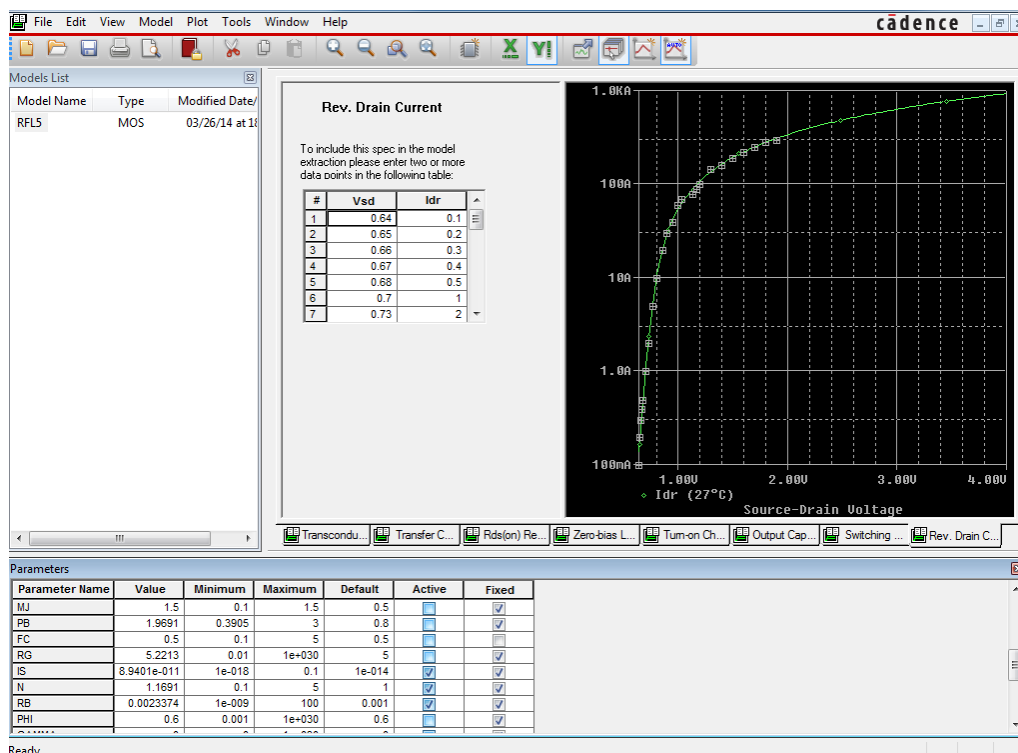 File Edit View Model Plot Tools Window Help
cādence
Models List
Model Name Type Modified Date/
RFL5 MOS 03/26/14 at 18
Rev. Drain Current
To include this spec in the model
extraction please enter two or more
data points in the following table:
# Vsd Idr
1 0.64 0.1
2 0.65 0.2
3 0.66 0.3
4 0.67 0.4
5 0.68 0.5
6 0.7 1
7 0.73 2
1.0KA
100A
10A
1.0A
100mA
1.00V 2.00V 3.00V 4.00V
Idr (27°C)
Source-Drain Voltage
Transcondu... Transfer C... Rds(on) Re... Zero-bias L... Turn-on Ch... Output Cap... Switching ... Rev. Drain C...
Parameters
Parameter Name Value Minimum Maximum Default Active Fixed
MJ 1.5 0.1 1.5 0.5
PB 1.9691 0.3905 3 0.8
FC 0.5 0.1 5 0.5
RG 5.2213 0.01 1e+030 5
IS 8.9401e-011 1e-018 0.1 1e-014
N 1.1691 0.1 5 1
RB 0.0023374 1e-009 100 0.001
PHI 0.6 0.001 1e+030 0.6
Ready